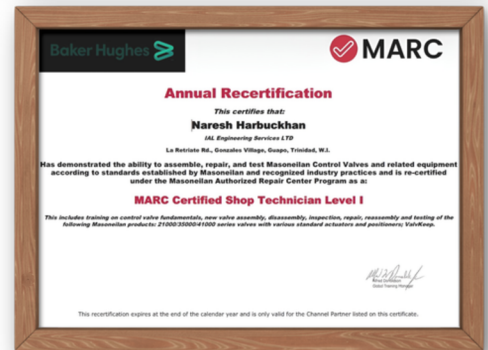 Baker Hughes
MARC
Annual Recertification
This certifies that:
Naresh Harbuckhan
IAL Engineering Services LTD
La Retriate Rd., Gonzales Village, Guapo, Trinidad, W.I.
Has demonstrated the ability to assemble, repair, and test Masoneilan Control Valves and related equipment
according to standards established by Masoneilan and recognized industry practices and is re-certified
under the Masoneilan Authorized Repair Center Program as a:
MARC Certified Shop Technician Level I
This includes training on control valve fundamentals, new valve assembly, disassembly, inspection, repair, reassembly and testing of the
following Masoneilan products: 21000/35000/41000 series valves with various standard actuators and positioners; ValvKeep.
Global Training Manager
This recertification expires at the end of the calendar year and is only valid for the Channel Partner listed on this certificate.